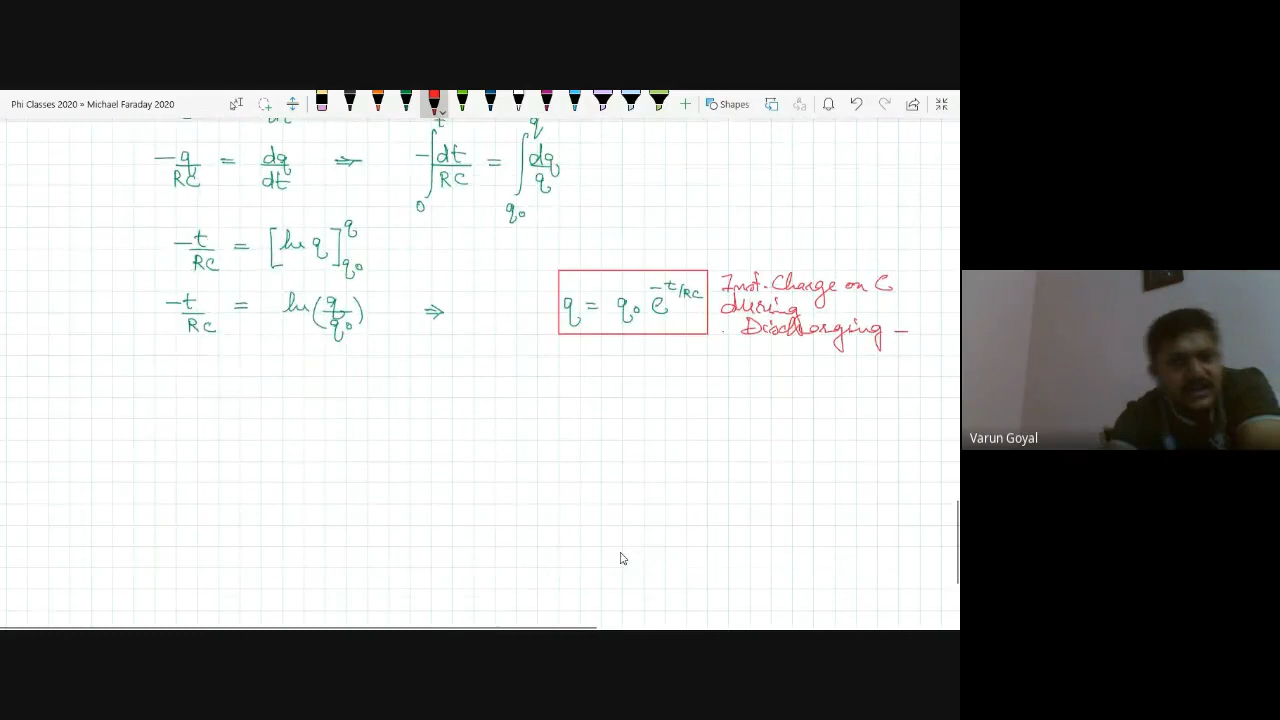 Phi Classes 2020 » Michael Faraday 2020
Shapes
t q
-q/RC = dq/dt ⇒ -∫dt/RC = ∫dq/q
0 q₀
-t/RC = [ln q] q q₀
-t/RC = ln(q/q₀) ⇒ q = q₀ e^-t/RC
Inst. Charge on C
during
Discharging -
Varun Goyal